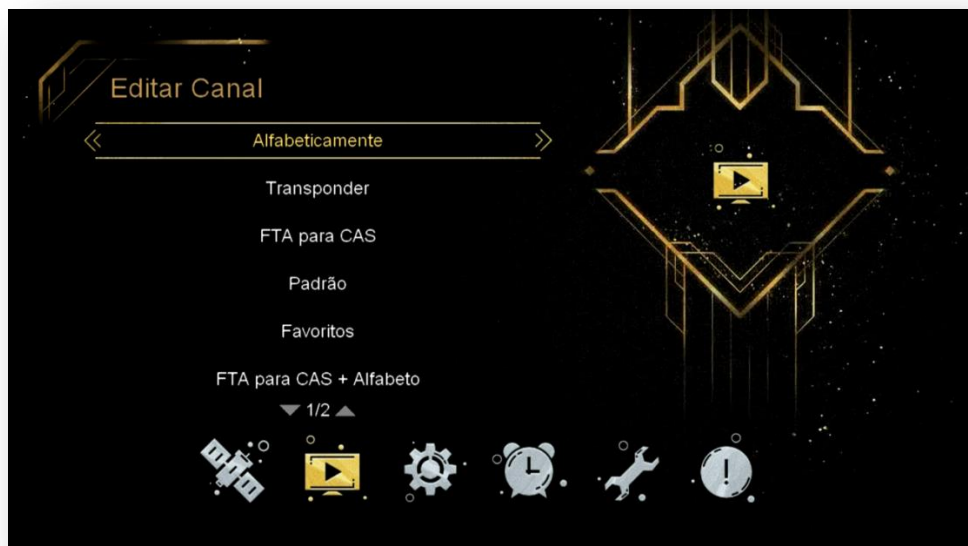 Editar Canal
Alfabeticamente
Transponder
FTA para CAS
Padrão
Favoritos
FTA para CAS + Alfabeto
1/2